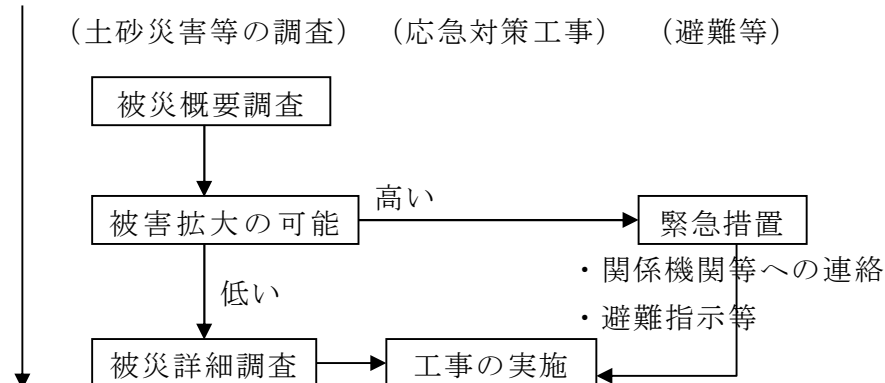 （土砂災害等の調査）（応急対策工事）（避難等）
被災概要調査
高い
被害拡大の可能
緊急措置
・関係機関等への連絡
低い
・避難指示等
被災詳細調査
工事の実施